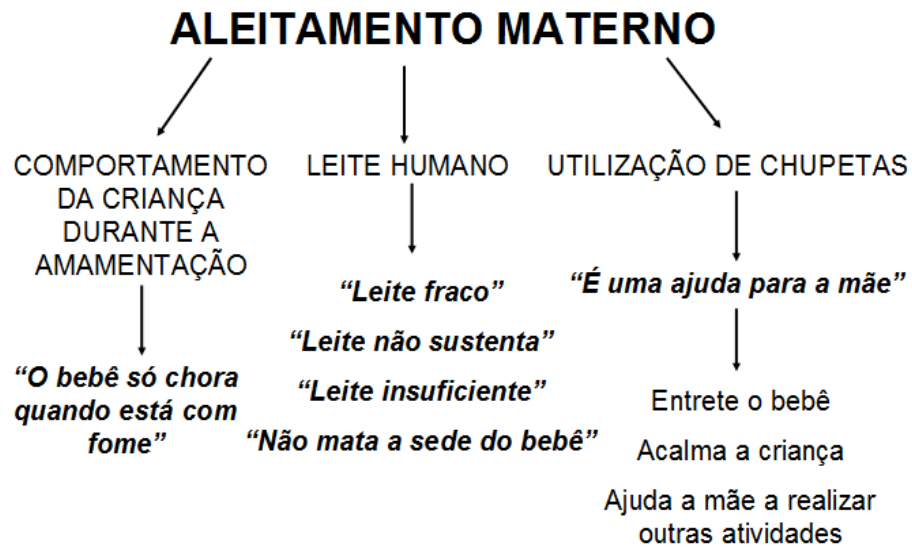 ALEITAMENTO MATERNO
COMPORTAMENTO
DA CRIANÇA
DURANTE A
AMAMENTAÇÃO
“O bebê só chora
quando está com
fome”
LEITE HUMANO
“Leite fraco”
“Leite não sustenta”
“Leite insuficiente”
“Não mata a sede do bebê”
UTILIZAÇÃO DE CHUPETAS
“É uma ajuda para a mãe”
Entrete o bebê
Acalma a criança
Ajuda a mãe a realizar
outras atividades